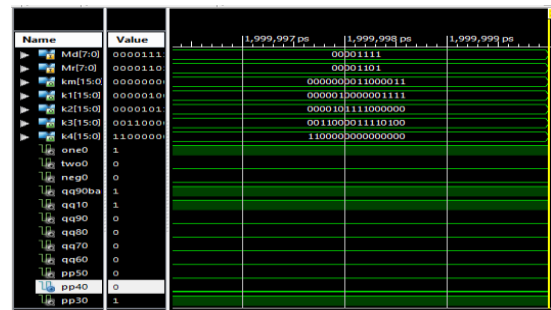 Name Value 1,999,997 ps 1,999,998 ps 1,999,999 ps
Md[7:0] 0000111 00001111
Mr[7:0] 0000110 00001101
km[15:0] 0000000 0000000011000011
k1[15:0] 0000010 0000010000001111
k2[15:0] 0000101 0000101111000000
k3[15:0] 0011000 0011000011110100
k4[15:0] 1100000 1100000000000000
one0 1
two0 0
neg0 0
qq90ba 1
qq10 1
qq90 0
qq80 0
qq70 0
qq60 0
pp50 0
pp40 0
pp30 1